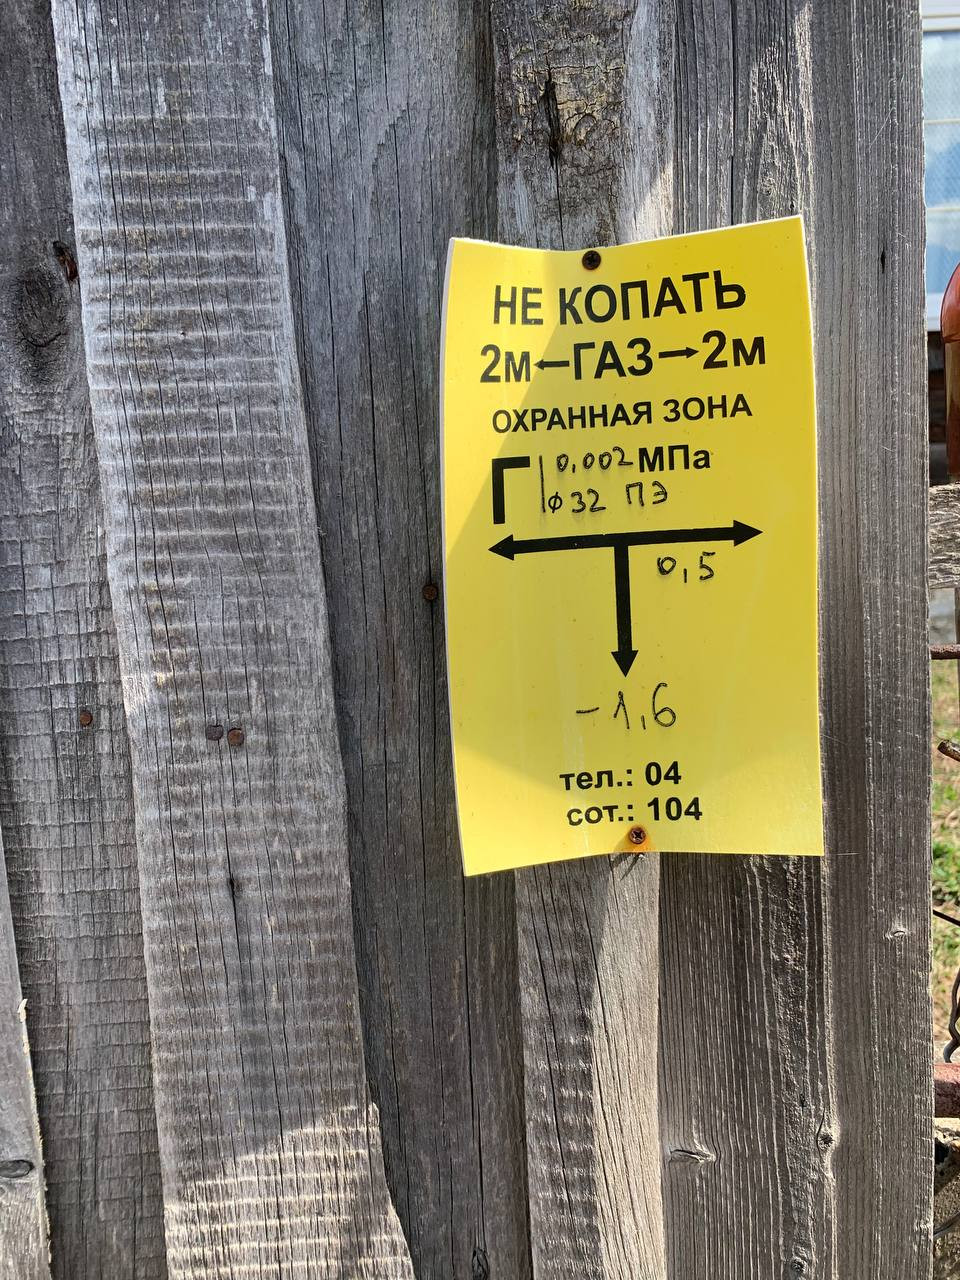 НЕ КОПАТЬ
2м←ГАЗ→2м
ОХРАННАЯ ЗОНА
Г 0,002 МПа
ф32 ПЭ
0,5
-1,6
тел.: 04
сот.: 104